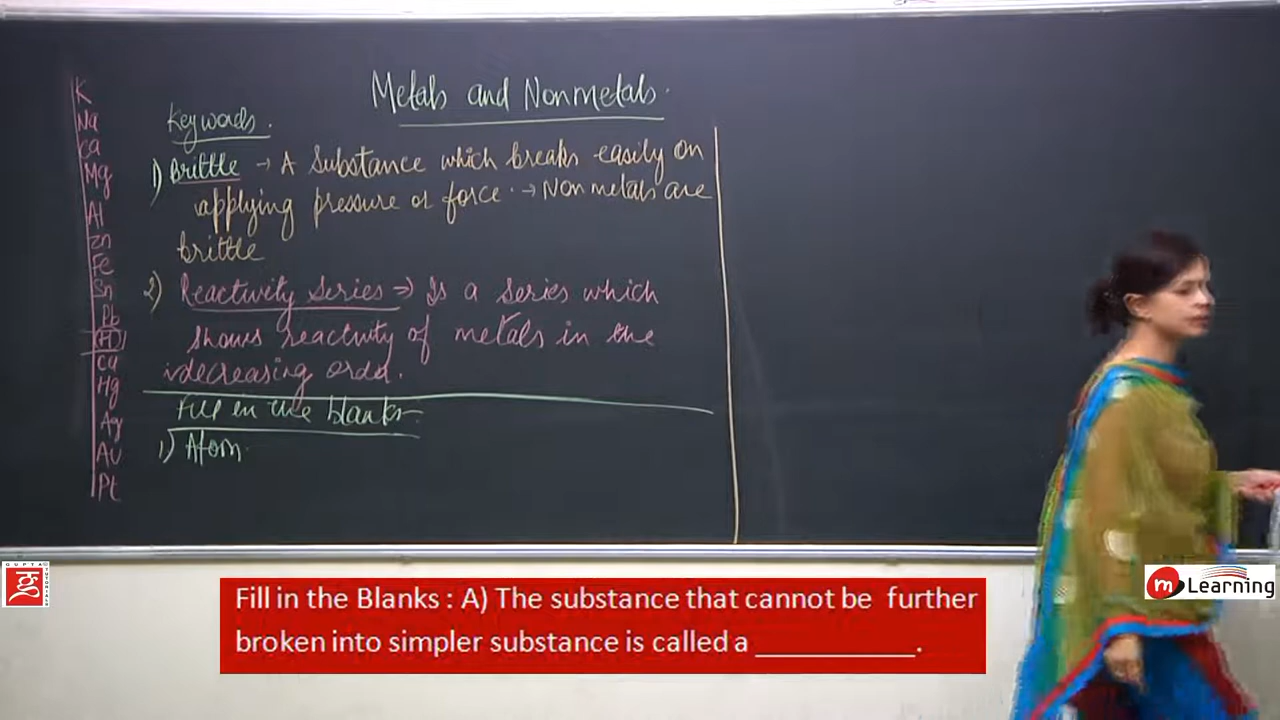 Metals and Nonmetals.
K
Na
Ca
Mg
Al
Zn
Fe
Sn
Pb
(H)
Ca
Hg
Ag
Au
Pt
Keywords.
1) Brittle → A Substance which breaks easily on
applying pressure or force. → Non metals are
brittle
2) Reactivity Series → Is a series which
shows reactivity of metals in the
decreasing order.
Fill in the blanks.
1) Atom.
GUPTA
TUTORIALS
m Learning
Fill in the Blanks : A) The substance that cannot be further
broken into simpler substance is called a ___________.